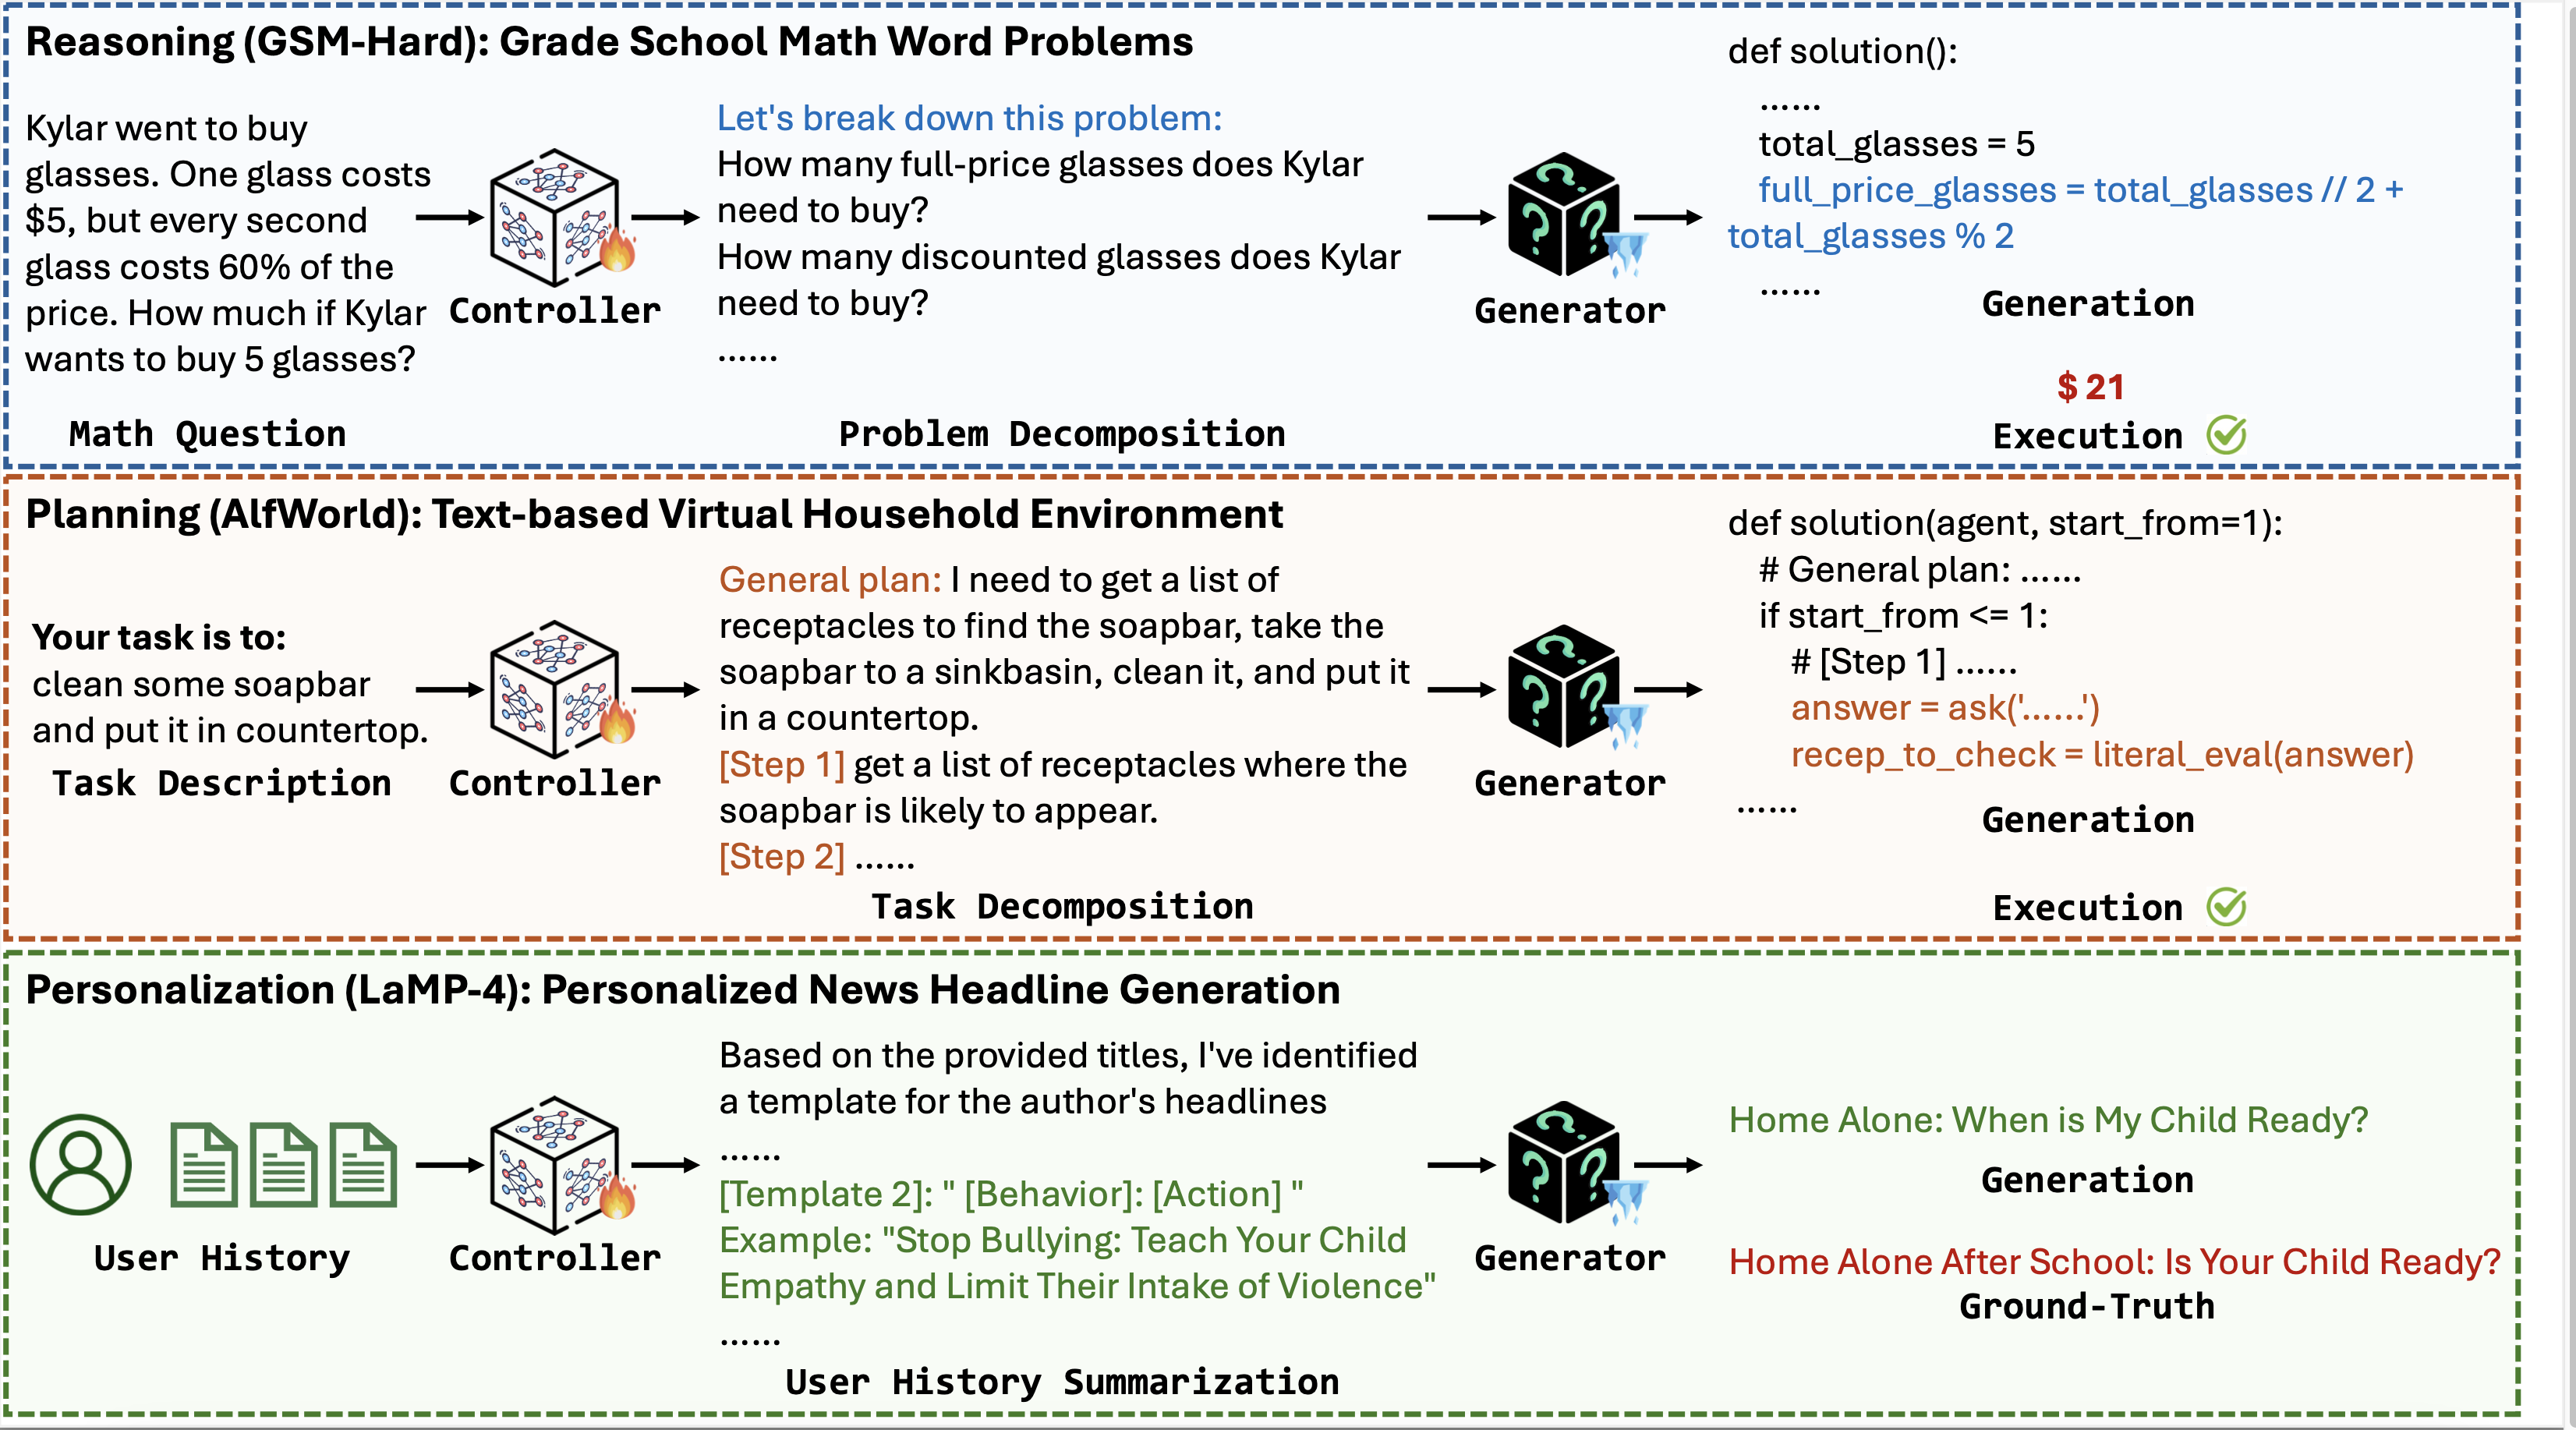 Reasoning (GSM-Hard): Grade School Math Word Problems
Kylar went to buy
glasses. One glass costs
$5, but every second
glass costs 60% of the
price. How much if Kylar
wants to buy 5 glasses?
Math Question
Controller
Let's break down this problem:
How many full-price glasses does Kylar
need to buy?
How many discounted glasses does Kylar
need to buy?
......
Problem Decomposition
Generator
def solution():
......
total_glasses = 5
full_price_glasses = total_glasses // 2 +
total_glasses % 2
......
Generation
$ 21
Execution
Planning (AlfWorld): Text-based Virtual Household Environment
Your task is to:
clean some soapbar
and put it in countertop.
Task Description
Controller
General plan: I need to get a list of
receptacles to find the soapbar, take the
soapbar to a sinkbasin, clean it, and put it
in a countertop.
[Step 1] get a list of receptacles where the
soapbar is likely to appear.
[Step 2] ......
Task Decomposition
Generator
def solution(agent, start_from=1):
# General plan: ......
if start_from <= 1:
# [Step 1] ......
answer = ask('......')
recep_to_check = literal_eval(answer)
......
Generation
Execution
Personalization (LaMP-4): Personalized News Headline Generation
User History
Controller
Based on the provided titles, I've identified
a template for the author's headlines
......
[Template 2]: " [Behavior]: [Action] "
Example: "Stop Bullying: Teach Your Child
Empathy and Limit Their Intake of Violence"
......
User History Summarization
Generator
Home Alone: When is My Child Ready?
Generation
Home Alone After School: Is Your Child Ready?
Ground-Truth